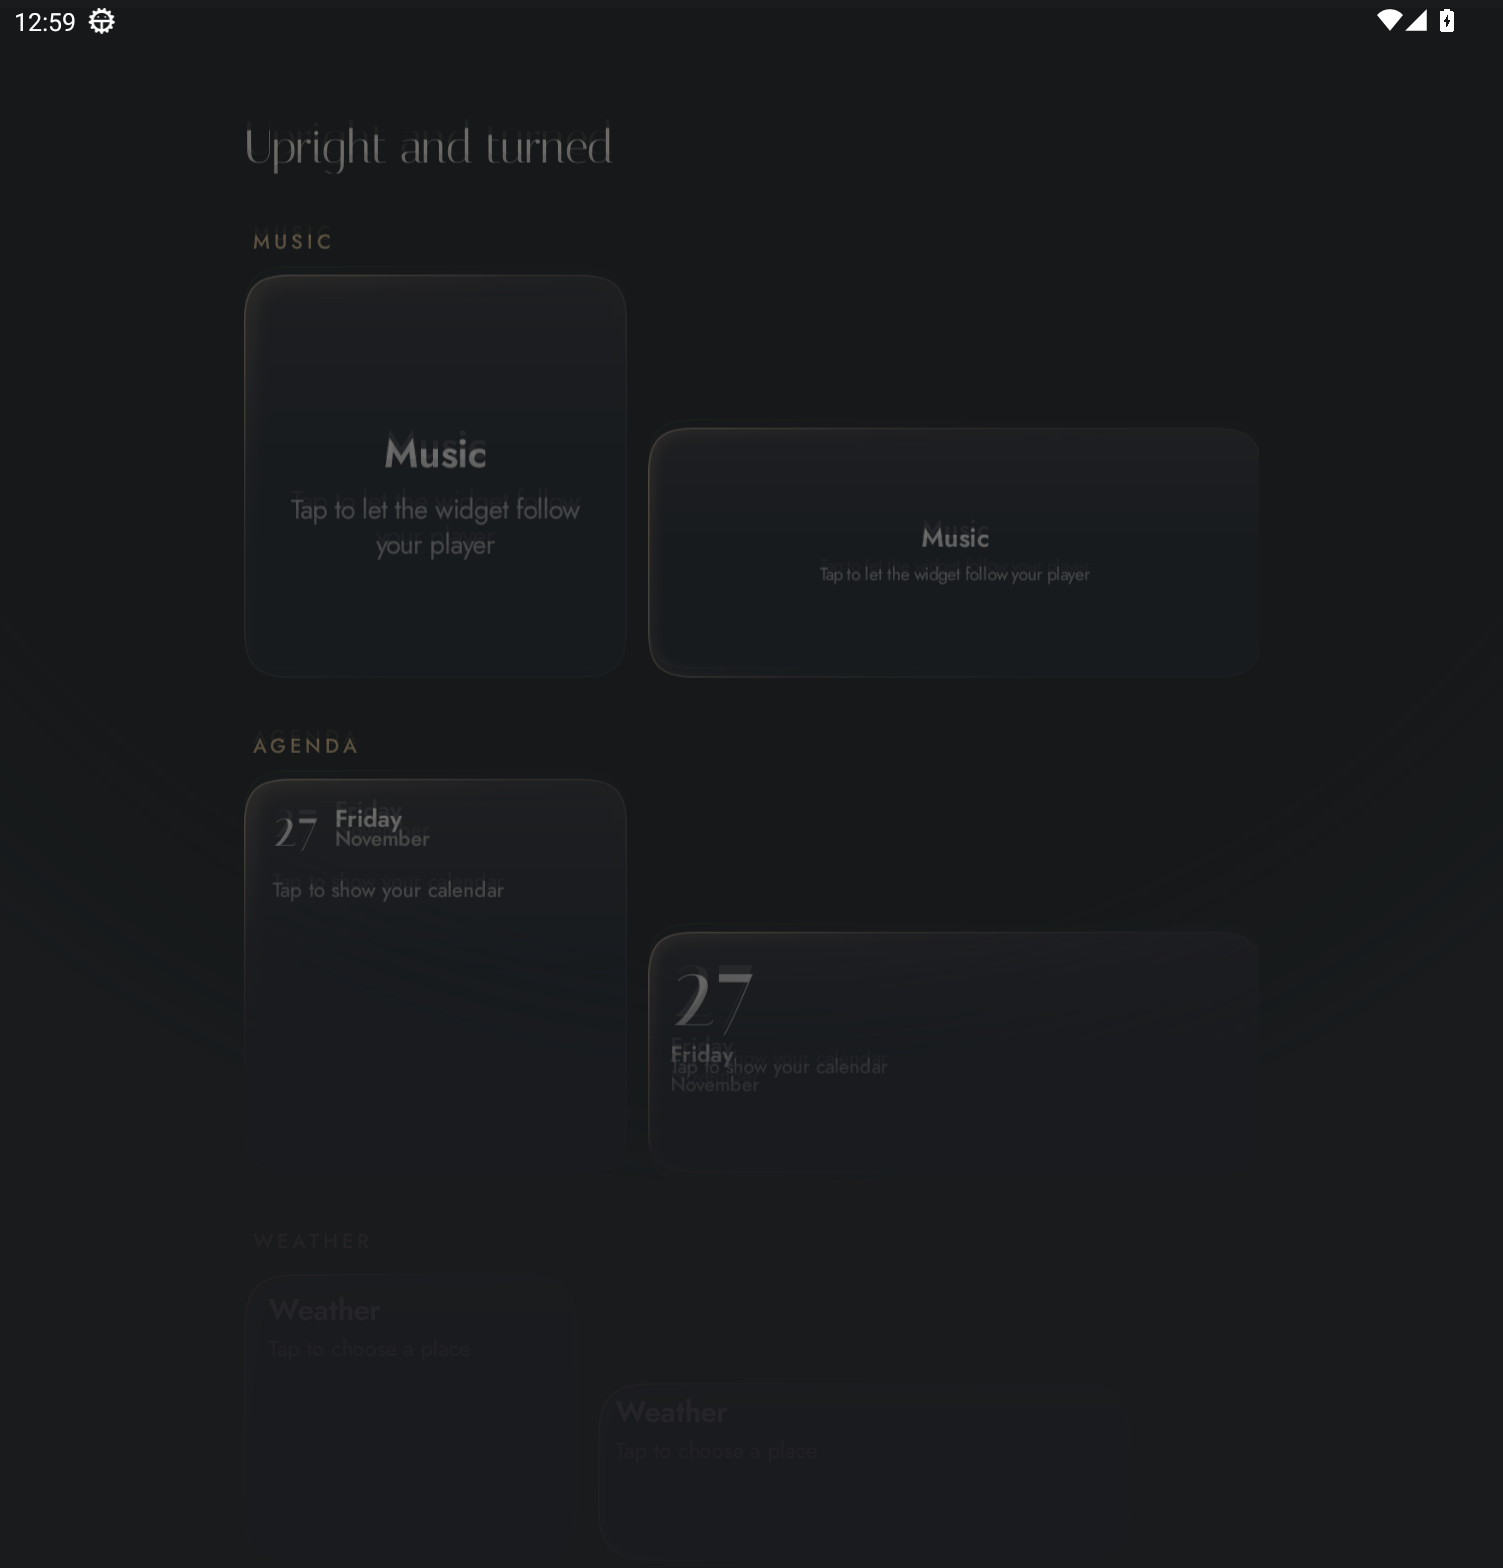 12:59
Upright and turned
MUSIC
Music
Tap to let the widget follow
your player
Music
Tap to let the widget follow your player
AGENDA
27
Friday
November
Tap to show your calendar
27
Friday
Tap to show your calendar
November
WEATHER
Weather
Tap to choose a place
Weather
Tap to choose a place